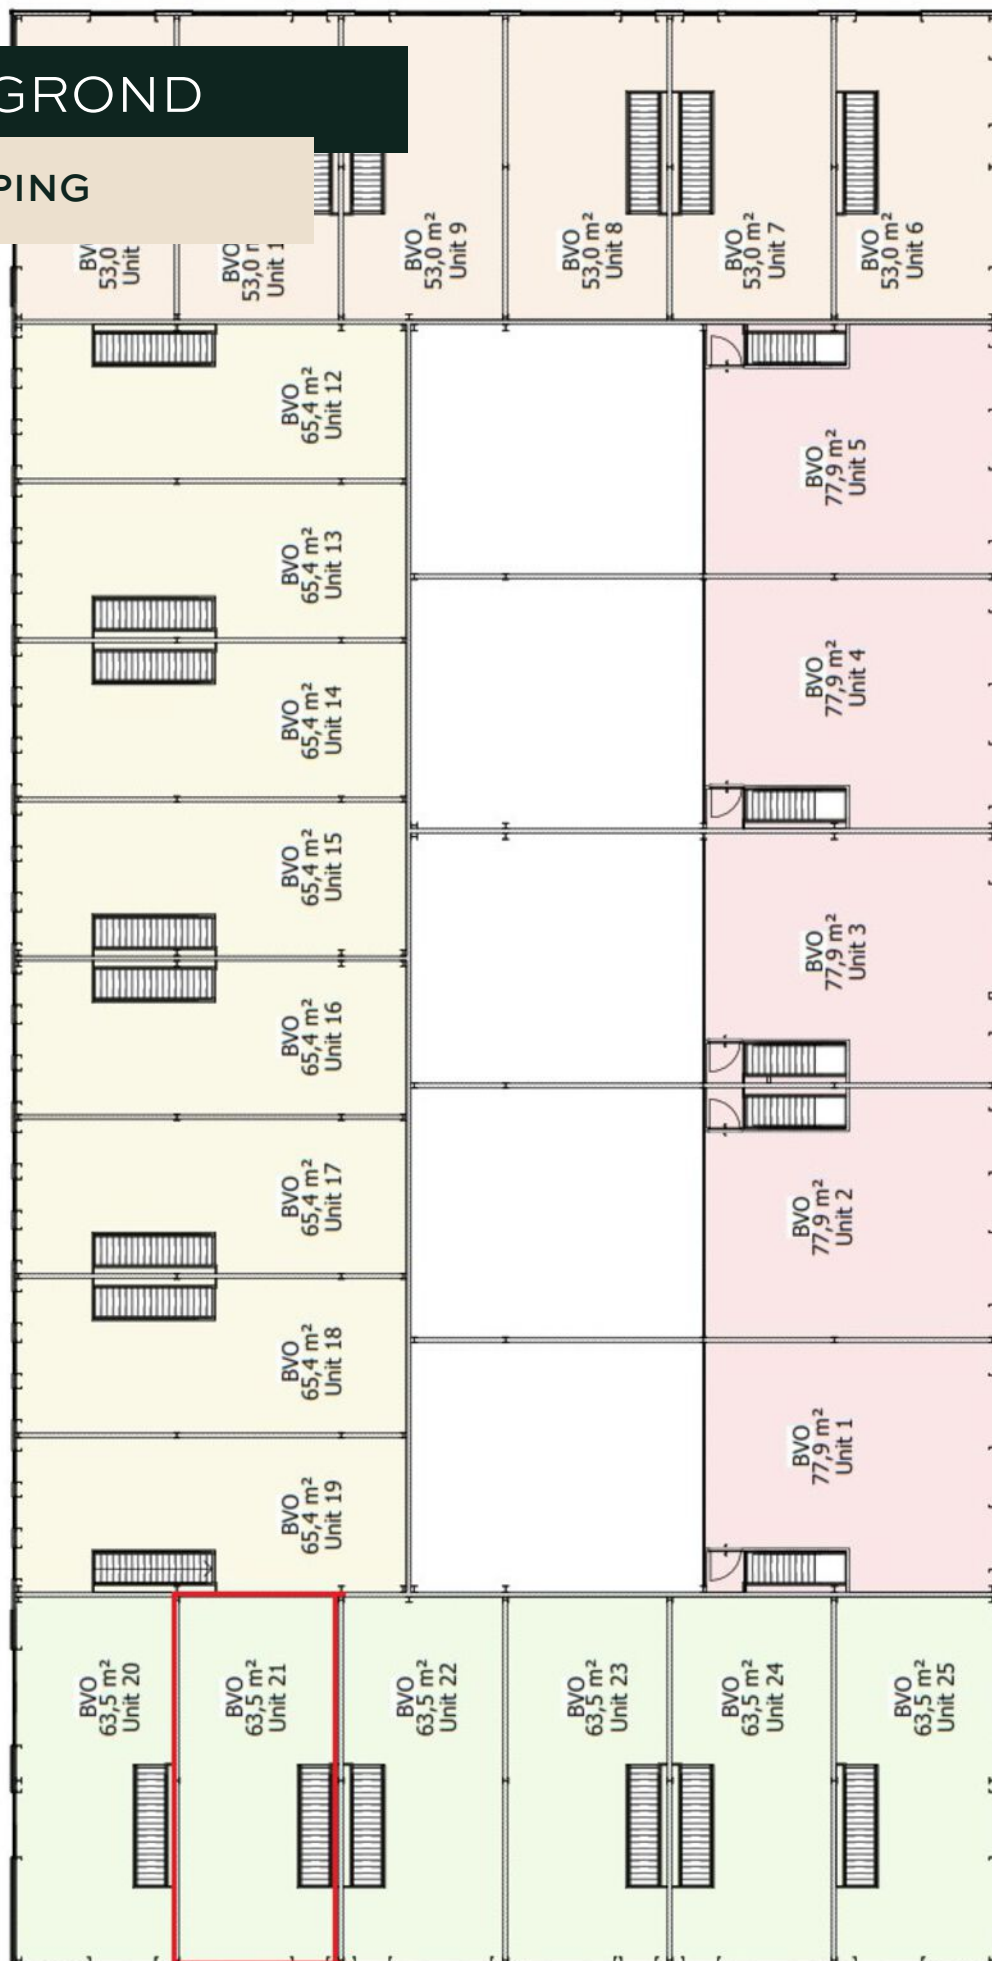 GROND
PING
BVO
53,0 m²
Unit 9
BVO
53,0 m²
Unit 8
BVO
53,0 m²
Unit 7
BVO
53,0 m²
Unit 6
53,0
Unit
BVO
53,0
Unit 1
BVO
65,4 m²
Unit 12
BVO
77,9 m²
Unit 5
BVO
65,4 m²
Unit 13
BVO
65,4 m²
Unit 14
BVO
77,9 m²
Unit 4
BVO
65,4 m²
Unit 15
BVO
77,9 m²
Unit 3
BVO
65,4 m²
Unit 16
BVO
65,4 m²
Unit 17
BVO
77,9 m²
Unit 2
BVO
65,4 m²
Unit 18
BVO
77,9 m²
Unit 1
BVO
65,4 m²
Unit 19
BVO
63,5 m²
Unit 20
BVO
63,5 m²
Unit 21
BVO
63,5 m²
Unit 22
BVO
63,5 m²
Unit 23
BVO
63,5 m²
Unit 24
BVO
63,5 m²
Unit 25